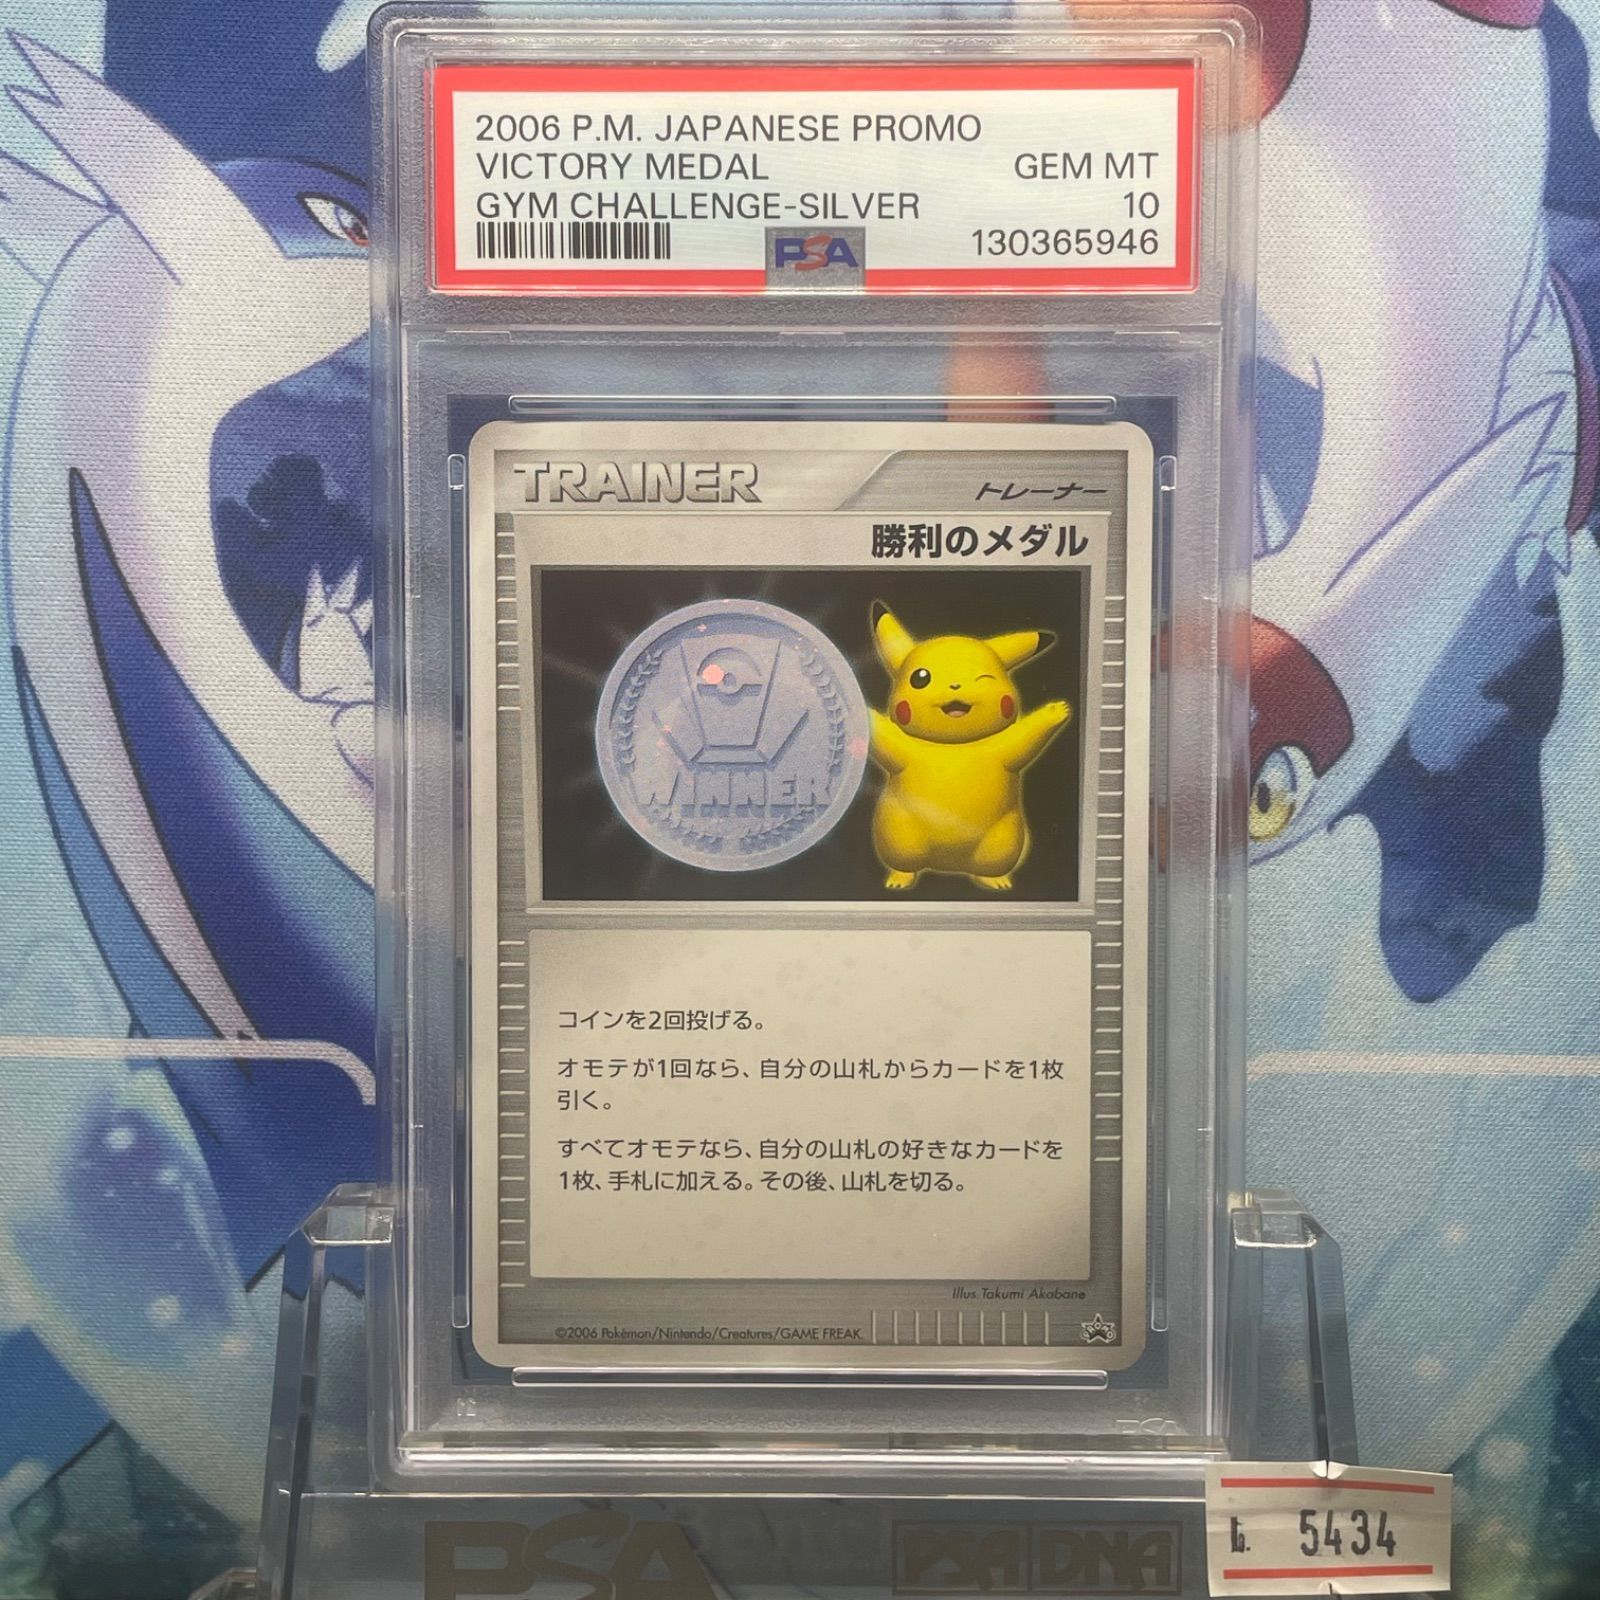 2006 P.M. JAPANESE PROMO
VICTORY MEDAL GEM MT
GYM CHALLENGE-SILVER 10
PSA 130365946
TRAINER トレーナー
勝利のメダル
WINNER
コインを2回投げる。
オモテが1回なら、自分の山札からカードを1枚
引く。
すべてオモテなら、自分の山札の好きなカードを
1枚、手札に加える。その後、山札を切る。
Illus. Takumi Akabane
©2006 Pokémon/Nintendo/Creatures/GAME FREAK.
PROMO
PSA
PSA PSA DNA
5434